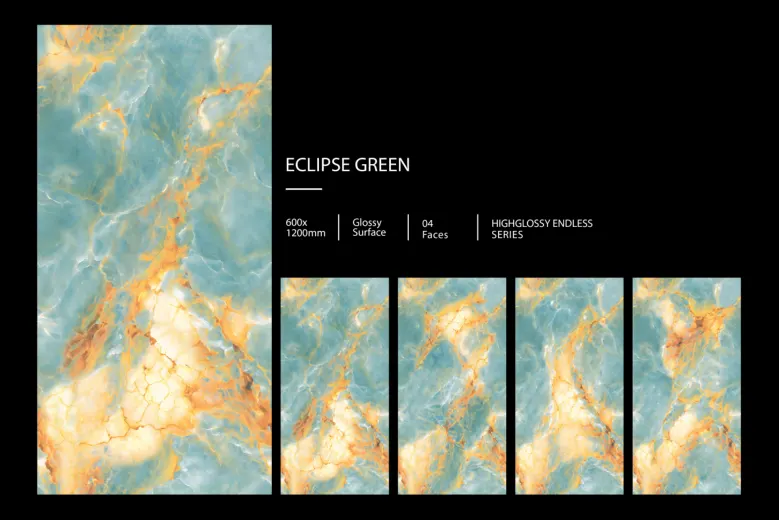 ECLIPSE GREEN
600x
1200mm
Glossy
Surface
04
Faces
HIGHGLOSSY ENDLESS
SERIES